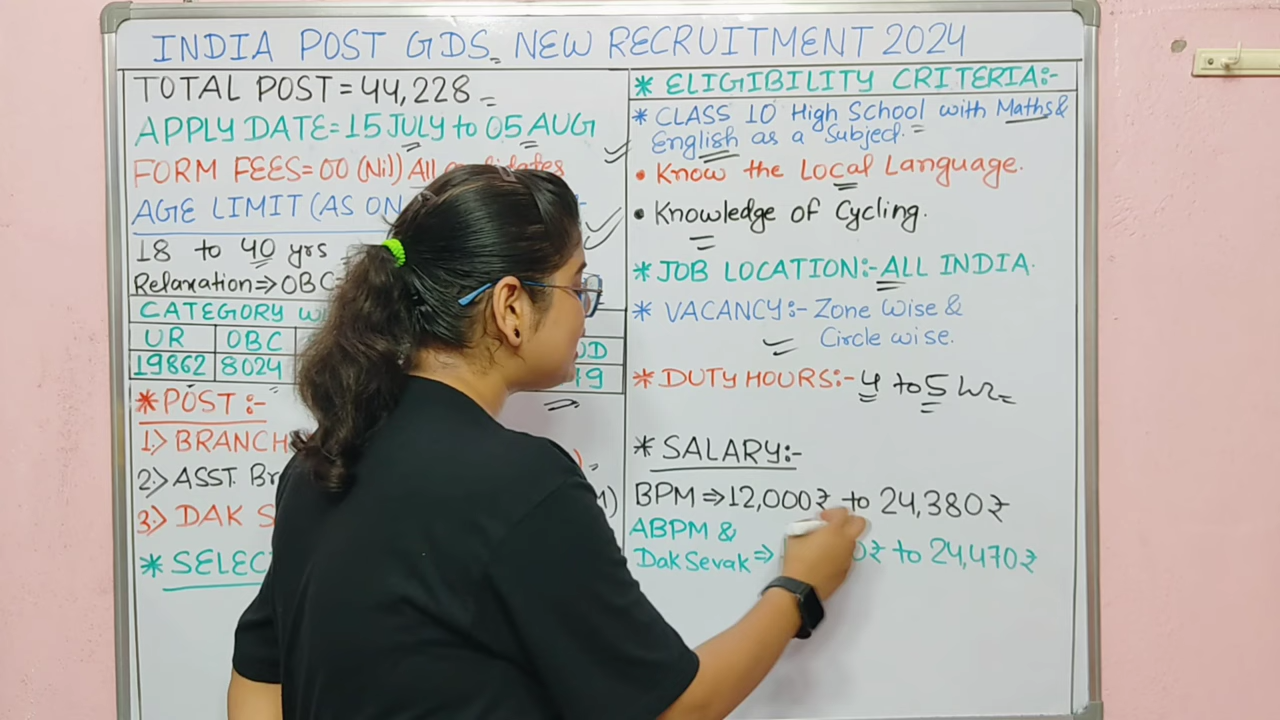 INDIA POST GDS NEW RECRUITMENT 2024
TOTAL POST = 44,228
APPLY DATE = 15 JULY to 05 AUG
FORM FEES = 00 (Nil) All candidates
AGE LIMIT (AS ON
18 to 40 yrs
Relaxation ⇒ OBC
CATEGORY W
UR OBC
19862 8024
* POST :-
1.> BRANCH
2.> ASST. Br
3.> DAK S
* SELEC
* ELIGIBILITY CRITERIA:-
* CLASS 10 High School with Maths &
English as a Subject.
• Know the Local Language.
• Knowledge of Cycling.
* JOB LOCATION:- ALL INDIA.
* VACANCY:- Zone wise &
Circle wise.
* DUTY HOURS:- 4 to 5 hr
* SALARY:-
BPM ⇒ 12,000₹ to 24,380₹
ABPM &
Dak Sevak ⇒ to 24,470₹